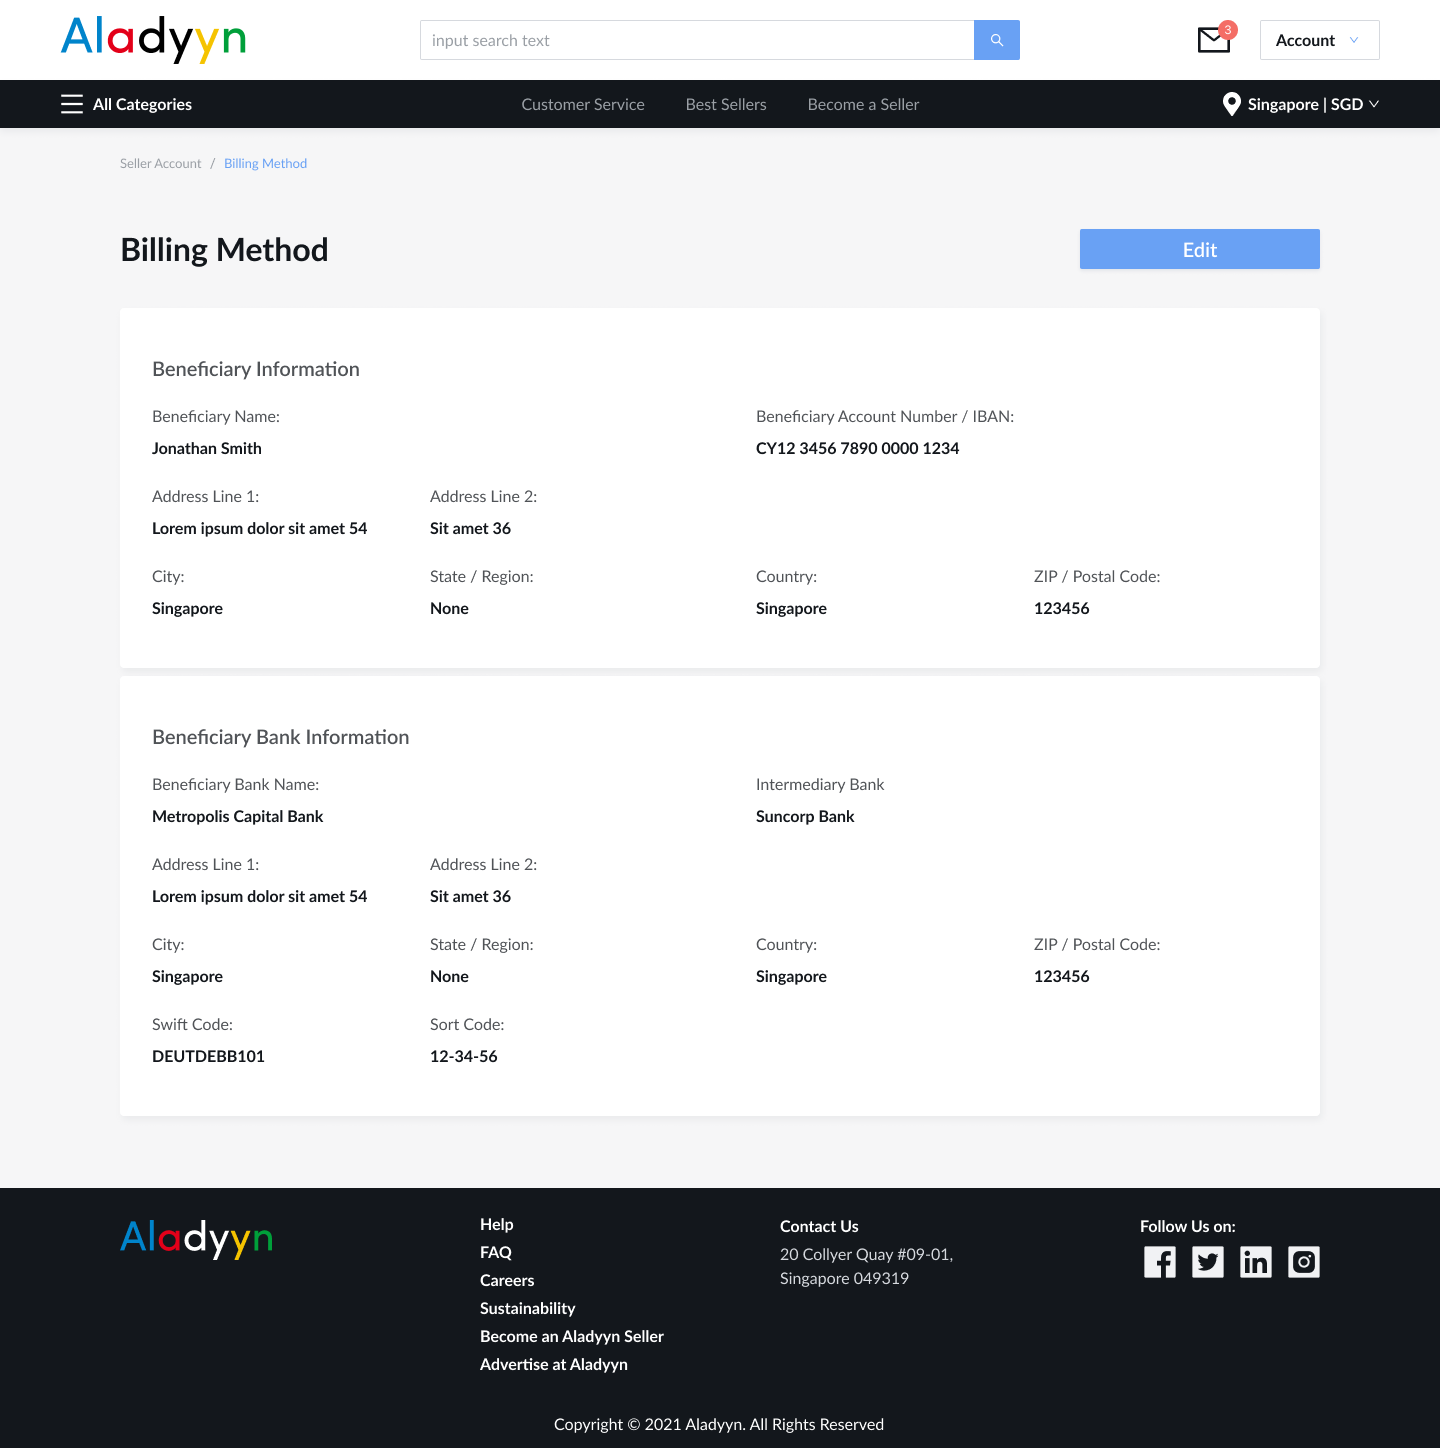 Aladyyn
input search text
3
Account
All Categories
Customer Service
Best Sellers
Become a Seller
Singapore | SGD
Seller Account / Billing Method
Billing Method
Edit
Beneficiary Information
Beneficiary Name:
Beneficiary Account Number / IBAN:
Jonathan Smith
CY12 3456 7890 0000 1234
Address Line 1:
Address Line 2:
Lorem ipsum dolor sit amet 54
Sit amet 36
City:
State / Region:
Country:
ZIP / Postal Code:
Singapore
None
Singapore
123456
Beneficiary Bank Information
Beneficiary Bank Name:
Intermediary Bank
Metropolis Capital Bank
Suncorp Bank
Address Line 1:
Address Line 2:
Lorem ipsum dolor sit amet 54
Sit amet 36
City:
State / Region:
Country:
ZIP / Postal Code:
Singapore
None
Singapore
123456
Swift Code:
Sort Code:
DEUTDEBB101
12-34-56
Aladyyn
Help
FAQ
Careers
Sustainability
Become an Aladyyn Seller
Advertise at Aladyyn
Contact Us
20 Collyer Quay #09-01,
Singapore 049319
Follow Us on:
Copyright © 2021 Aladyyn. All Rights Reserved